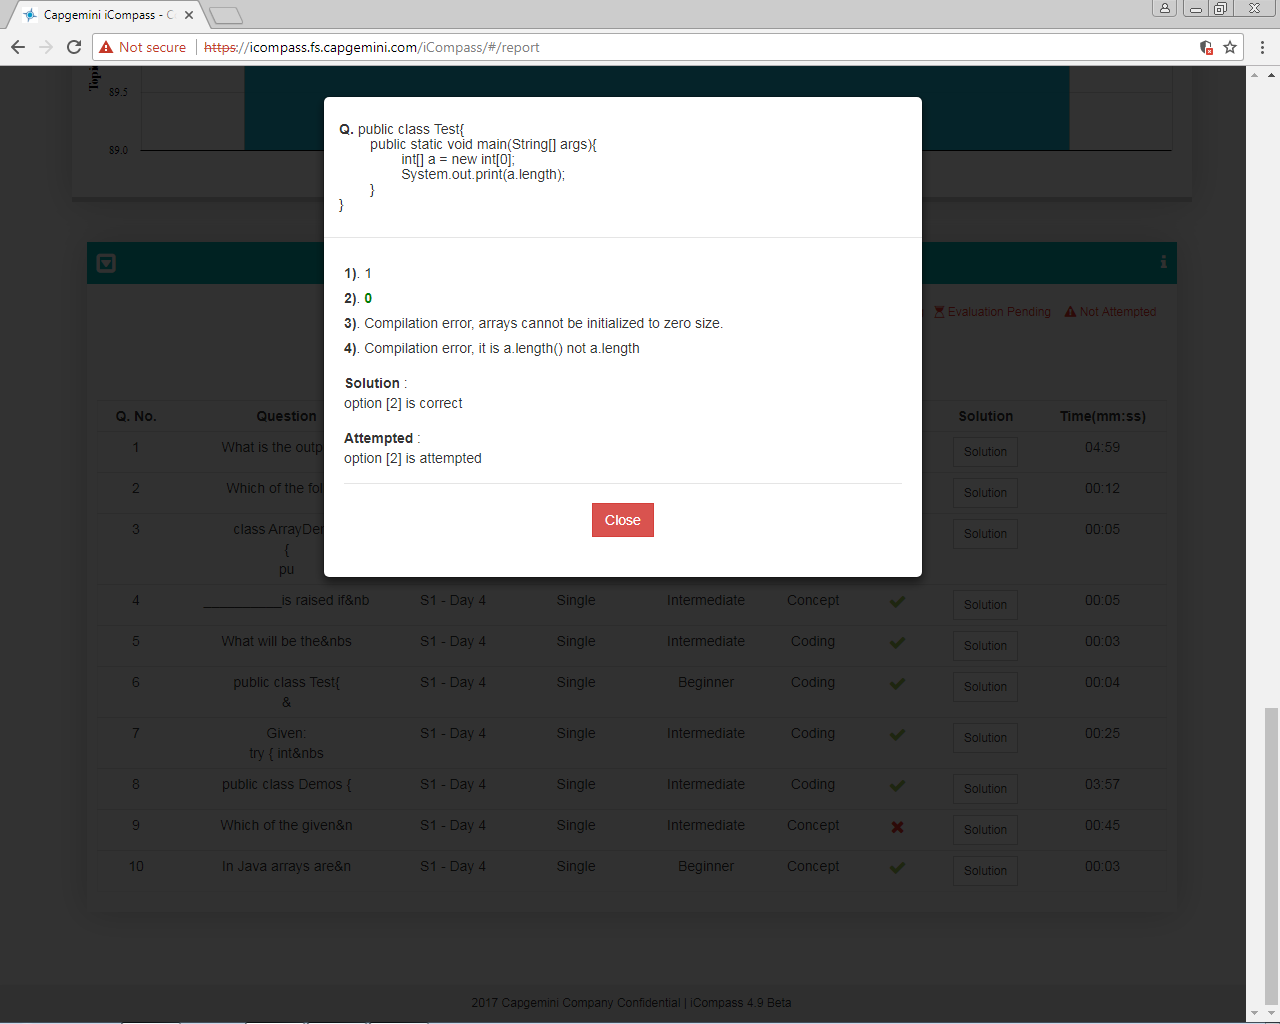 Capgemini iCompass - C
Not secure https://icompass.fs.capgemini.com/iCompass/#/report
Topi
89.5
89.0
Q. public class Test{
public static void main(String[] args){
int[] a = new int[0];
System.out.print(a.length);
}
}
1). 1
2). 0
3). Compilation error, arrays cannot be initialized to zero size.
4). Compilation error, it is a.length() not a.length
Solution :
option [2] is correct
Attempted :
option [2] is attempted
Close
Evaluation Pending Not Attempted
Q. No. Question Solution Time(mm:ss)
1 What is the outp Solution 04:59
2 Which of the fol Solution 00:12
3 class ArrayDe Solution 00:05
{
pu
4 __________is raised if&nb S1 - Day 4 Single Intermediate Concept Solution 00:05
5 What will be the&nbs S1 - Day 4 Single Intermediate Coding Solution 00:03
6 public class Test{ S1 - Day 4 Single Beginner Coding Solution 00:04
&
7 Given: S1 - Day 4 Single Intermediate Coding Solution 00:25
try { int&nbs
8 public class Demos { S1 - Day 4 Single Intermediate Coding Solution 03:57
9 Which of the given&n S1 - Day 4 Single Intermediate Concept Solution 00:45
10 In Java arrays are&n S1 - Day 4 Single Beginner Concept Solution 00:03
2017 Capgemini Company Confidential | iCompass 4.9 Beta